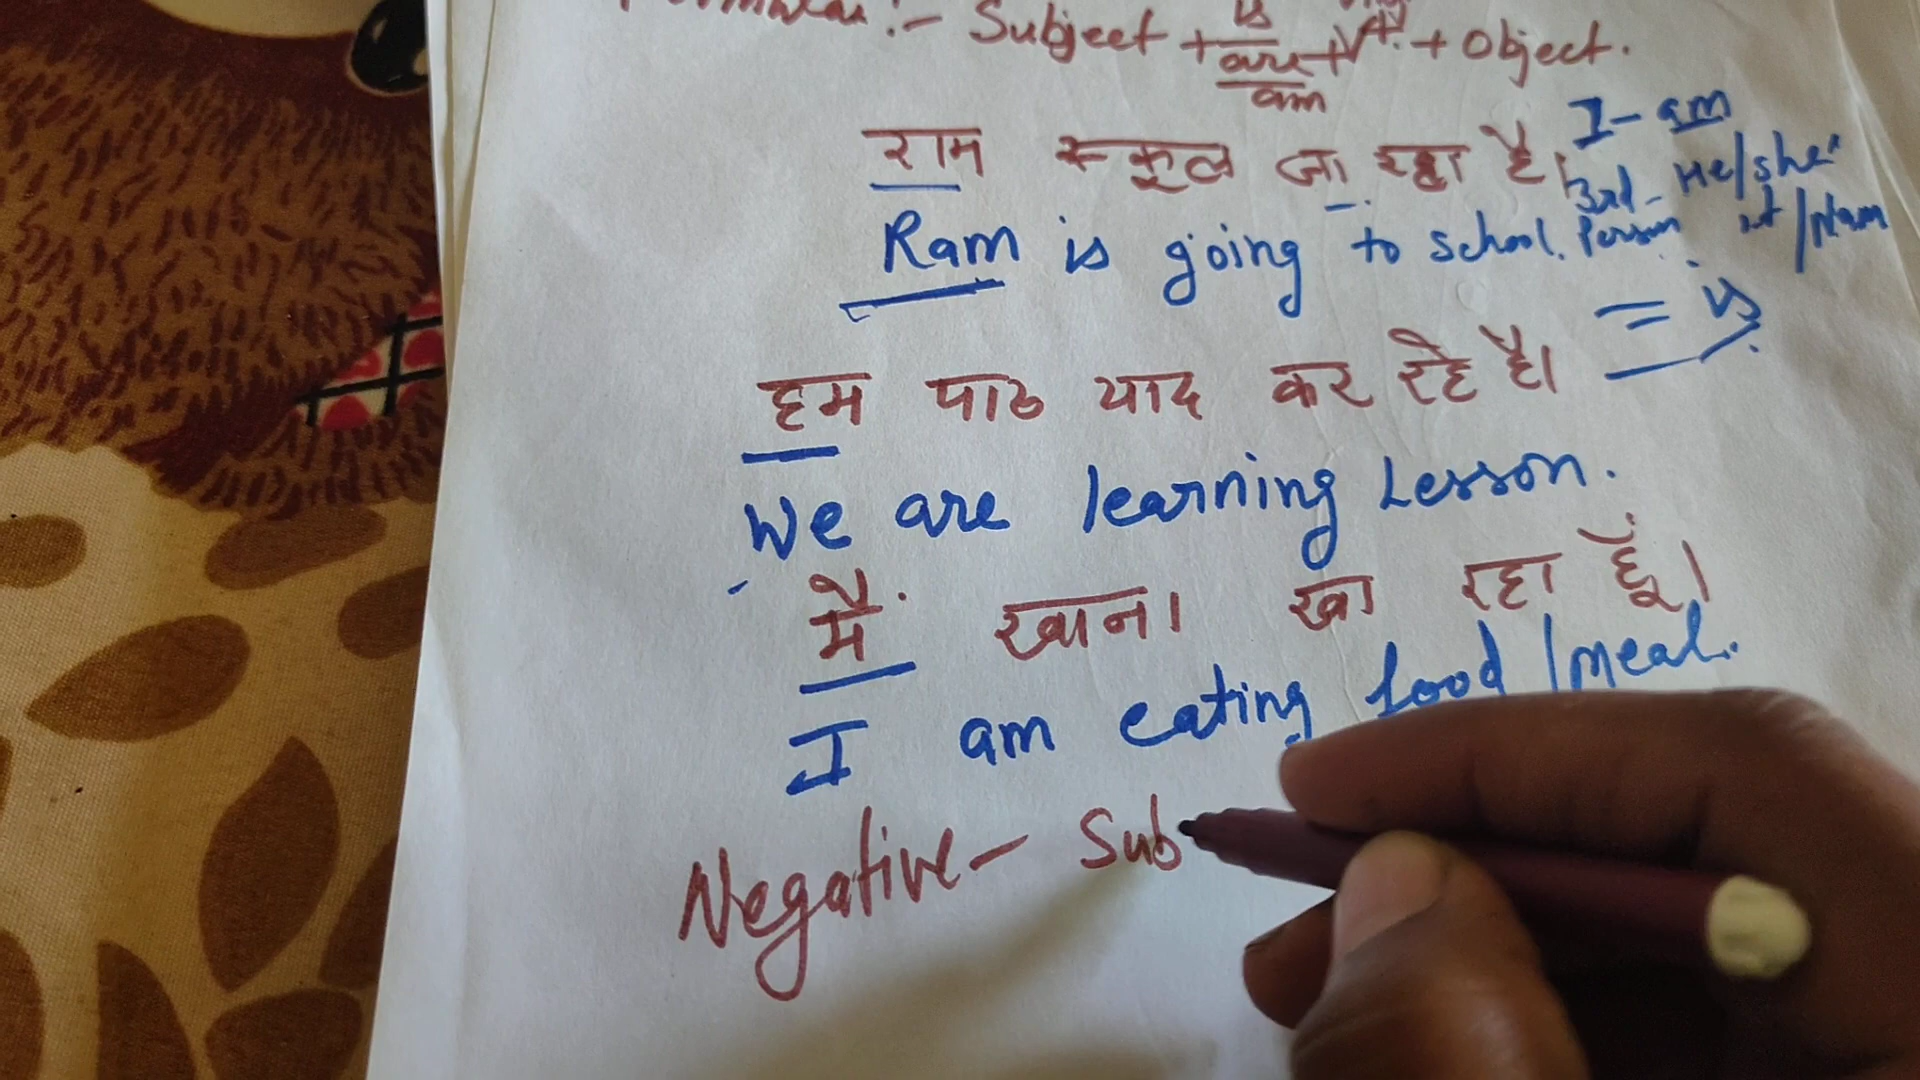 :- Subject + is/are/am + V4 + Object.
I - am
राम स्कूल जा रहा है।
3rd Person - He/she
it/Nam
Ram is going to school.
= is
हम पाठ याद कर रहे है।
We are learning Lesson.
मैं खाना खा रहा हूँ।
I am eating food/meal.
Negative - Sub